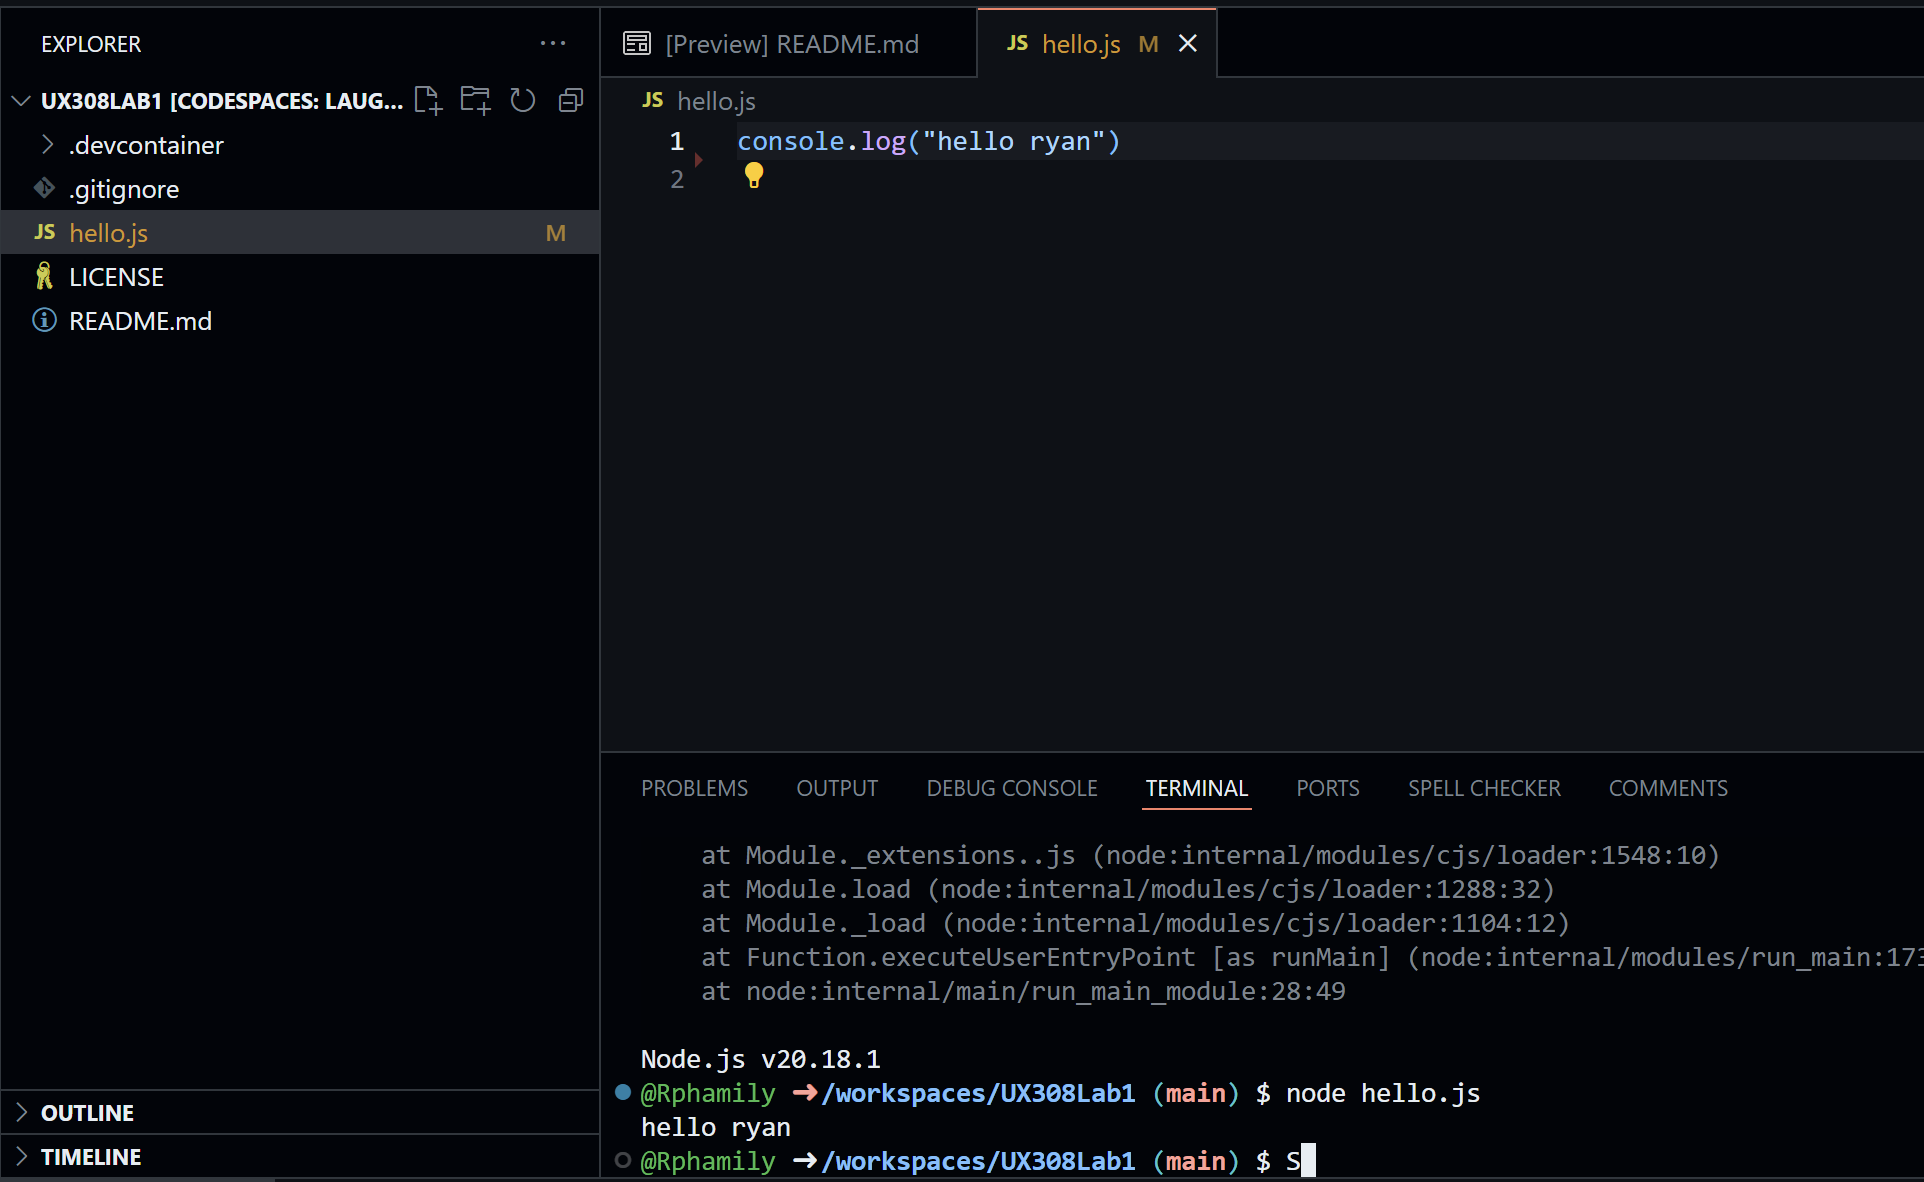 EXPLORER
UX308LAB1 [CODESPACES: LAUG...
.devcontainer
.gitignore
JS hello.js M
LICENSE
README.md
OUTLINE
TIMELINE
[Preview] README.md
JS hello.js M
JS hello.js
1 console.log("hello ryan")
2
PROBLEMS OUTPUT DEBUG CONSOLE TERMINAL PORTS SPELL CHECKER COMMENTS
at Module._extensions..js (node:internal/modules/cjs/loader:1548:10)
at Module.load (node:internal/modules/cjs/loader:1288:32)
at Module._load (node:internal/modules/cjs/loader:1104:12)
at Function.executeUserEntryPoint [as runMain] (node:internal/modules/run_main:173
at node:internal/main/run_main_module:28:49
Node.js v20.18.1
@Rphamily ➜/workspaces/UX308Lab1 (main) $ node hello.js
hello ryan
@Rphamily ➜/workspaces/UX308Lab1 (main) $ S